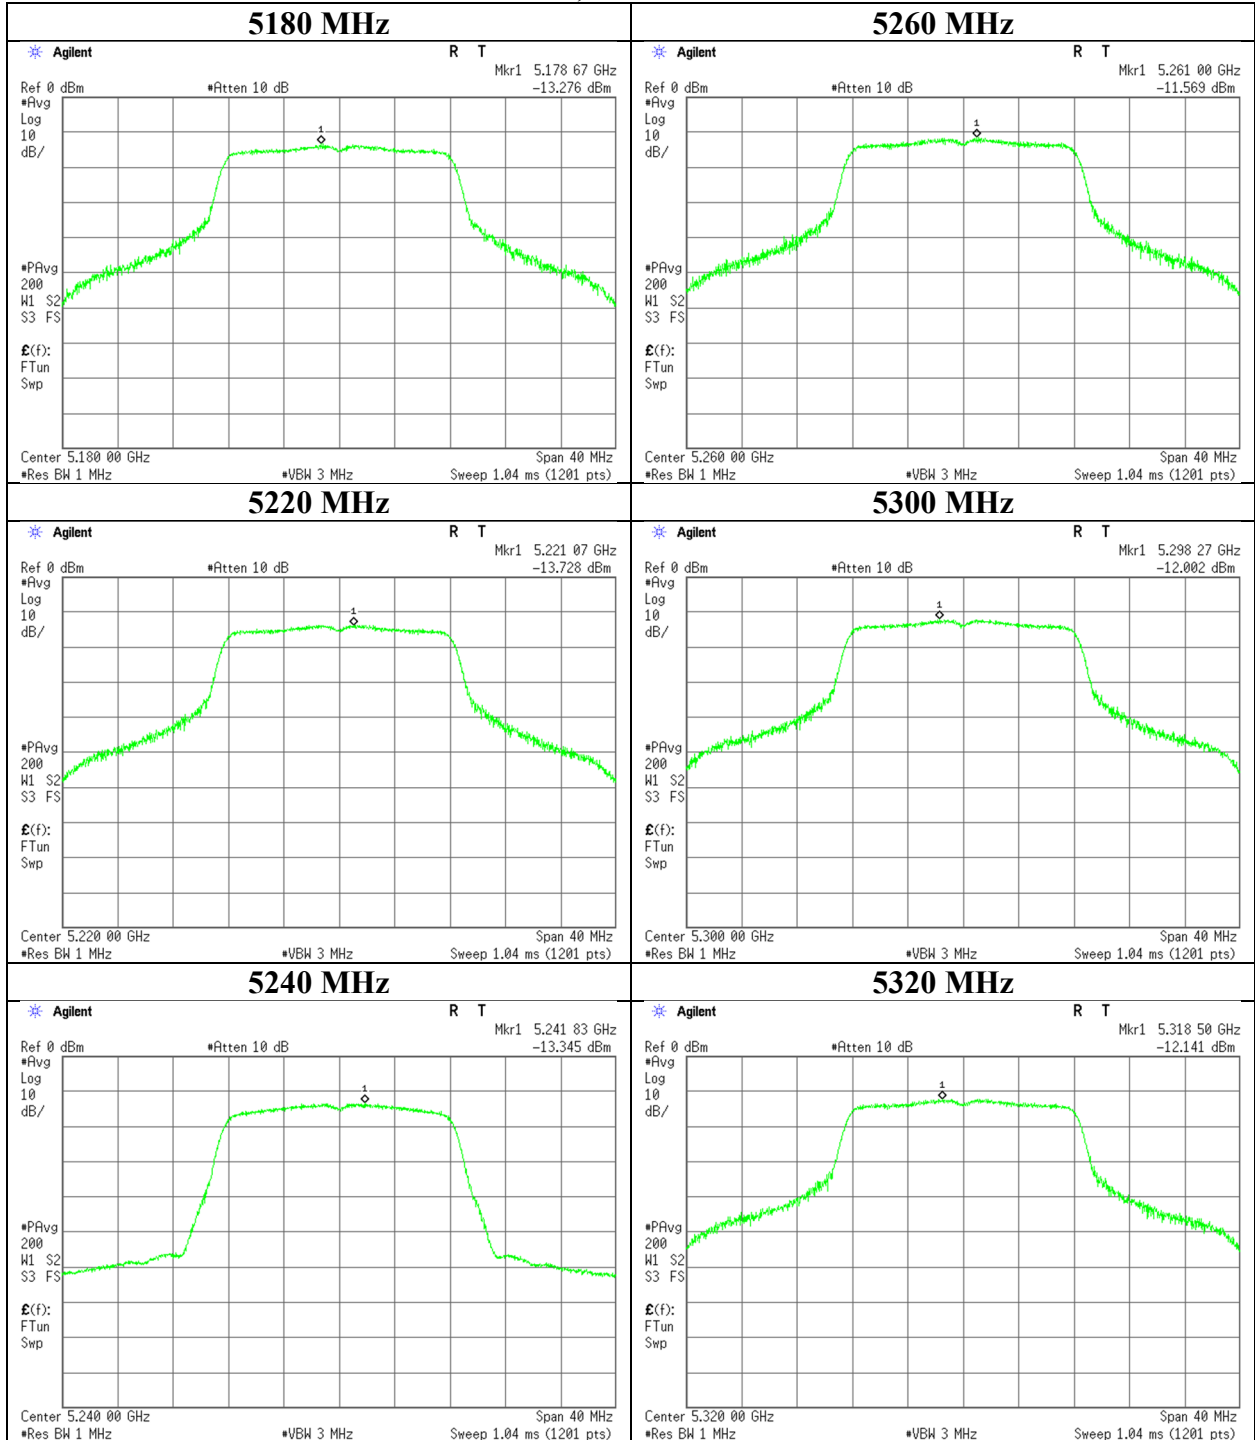 5180 MHz
Agilent R T
Mkr1 5.178 67 GHz
Ref 0 dBm #Atten 10 dB -13.276 dBm
#Avg
Log
10
dB/
1
#PAvg
200
W1 S2
S3 FS
£(f):
FTun
Swp
Center 5.180 00 GHz Span 40 MHz
#Res BW 1 MHz #VBW 3 MHz Sweep 1.04 ms (1201 pts)
5260 MHz
Agilent R T
Mkr1 5.261 00 GHz
Ref 0 dBm #Atten 10 dB -11.569 dBm
#Avg
Log
10
dB/
1
#PAvg
200
W1 S2
S3 FS
£(f):
FTun
Swp
Center 5.260 00 GHz Span 40 MHz
#Res BW 1 MHz #VBW 3 MHz Sweep 1.04 ms (1201 pts)
5220 MHz
Agilent R T
Mkr1 5.221 07 GHz
Ref 0 dBm #Atten 10 dB -13.728 dBm
#Avg
Log
10
dB/
1
#PAvg
200
W1 S2
S3 FS
£(f):
FTun
Swp
Center 5.220 00 GHz Span 40 MHz
#Res BW 1 MHz #VBW 3 MHz Sweep 1.04 ms (1201 pts)
5300 MHz
Agilent R T
Mkr1 5.298 27 GHz
Ref 0 dBm #Atten 10 dB -12.002 dBm
#Avg
Log
10
dB/
1
#PAvg
200
W1 S2
S3 FS
£(f):
FTun
Swp
Center 5.300 00 GHz Span 40 MHz
#Res BW 1 MHz #VBW 3 MHz Sweep 1.04 ms (1201 pts)
5240 MHz
Agilent R T
Mkr1 5.241 83 GHz
Ref 0 dBm #Atten 10 dB -13.345 dBm
#Avg
Log
10
dB/
1
#PAvg
200
W1 S2
S3 FS
£(f):
FTun
Swp
Center 5.240 00 GHz Span 40 MHz
#Res BW 1 MHz #VBW 3 MHz Sweep 1.04 ms (1201 pts)
5320 MHz
Agilent R T
Mkr1 5.318 50 GHz
Ref 0 dBm #Atten 10 dB -12.141 dBm
#Avg
Log
10
dB/
1
#PAvg
200
W1 S2
S3 FS
£(f):
FTun
Swp
Center 5.320 00 GHz Span 40 MHz
#Res BW 1 MHz #VBW 3 MHz Sweep 1.04 ms (1201 pts)